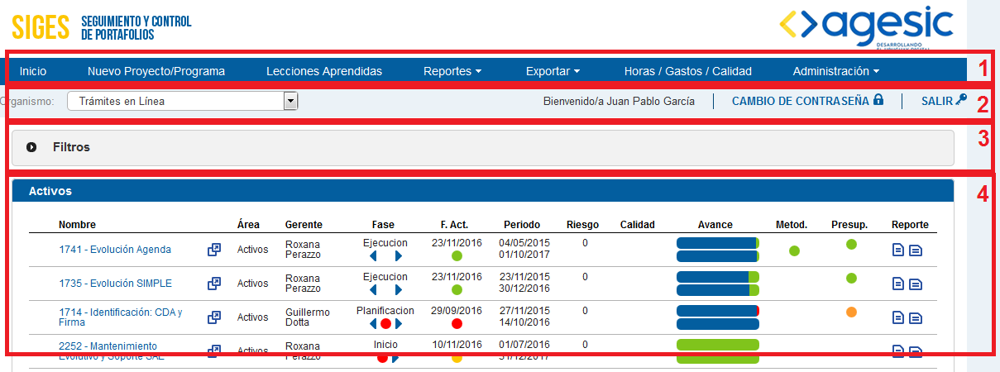 SIGES SEGUIMIENTO Y CONTROL
DE PORTAFOLIOS
agesic
DESARROLLANDO
EL URUGUAY DIGITAL
Inicio Nuevo Proyecto/Programa Lecciones Aprendidas Reportes Exportar Horas / Gastos / Calidad Administración 1
Organismo: Trámites en Línea Bienvenido/a Juan Pablo García CAMBIO DE CONTRASEÑA SALIR 2
Filtros 3
Activos 4
Nombre Área Gerente Fase F. Act. Periodo Riesgo Calidad Avance Metod. Presup. Reporte
1741 - Evolución Agenda Activos Roxana Ejecucion 23/11/2016 04/05/2015 0
Perazzo 01/10/2017
1735 - Evolución SIMPLE Activos Roxana Ejecucion 23/11/2016 23/11/2015 0
Perazzo 30/12/2016
1714 - Identificación: CDA y Activos Guillermo Planificacion 29/09/2016 27/11/2015 0
Firma Dotta 14/10/2016
2252 - Mantenimiento Activos Roxana Inicio 10/11/2016 01/07/2016 0
Evolutivo y Soporte SAE Perazzo 31/12/2017